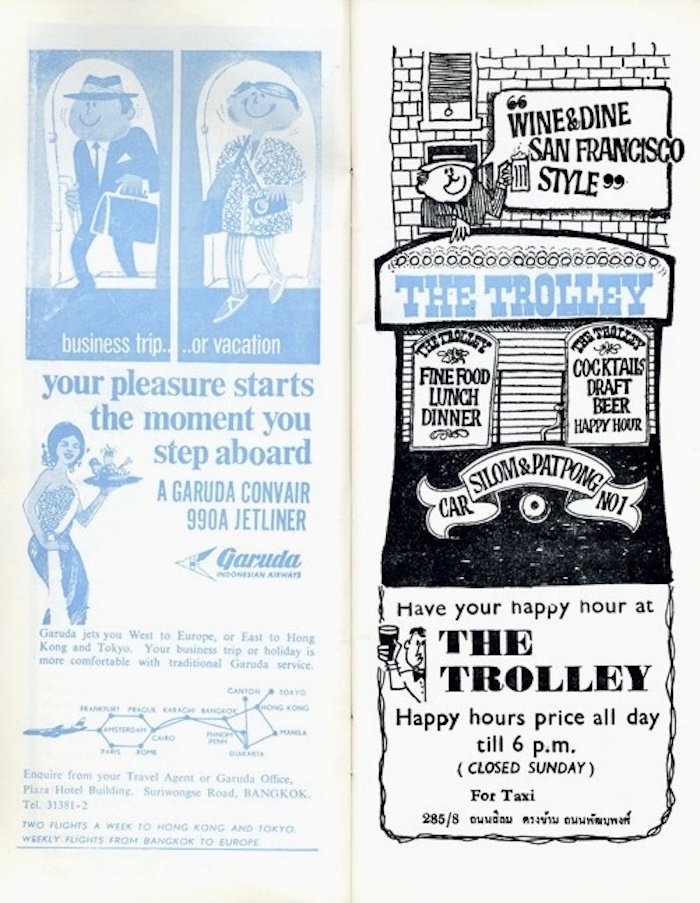 business trip..
..or vacation
your pleasure starts
the moment you
step aboard
A GARUDA CONVAIR
990A JETLINER
Garuda
INDONESIAN AIRWAYS
Garuda jets you West to Europe, or East to Hong
Kong and Tokyo. Your business trip or holiday is
more comfortable with traditional Garuda service.
CANTON
TOKYO
FRANKFURT PRAGUE KARACHI BANGKOK
HONG KONG
AMSTERDAM
CAIRO
PHNOM
PENH
MANILA
PARIS ROME
DJAKARTA
Enquire from your Travel Agent or Garuda Office,
Plaza Hotel Building. Suriwongse Road, BANGKOK.
Tel. 31381-2
TWO FLIGHTS A WEEK TO HONG KONG AND TOKYO.
WEEKLY FLIGHTS FROM BANGKOK TO EUROPE.
“WINE & DINE
SAN FRANCISCO
STYLE”
THE TROLLEY
THE TROLLEY
FINE FOOD
LUNCH
DINNER
THE TROLLEY
COCKTAILS
DRAFT
BEER
HAPPY HOUR
CAR SILOM & PATPONG NO 1
Have your happy hour at
THE
TROLLEY
Happy hours price all day
till 6 p.m.
(CLOSED SUNDAY)
For Taxi
285/8 ถนนสีลม ตรงข้าม ถนนพัฒน์พงศ์